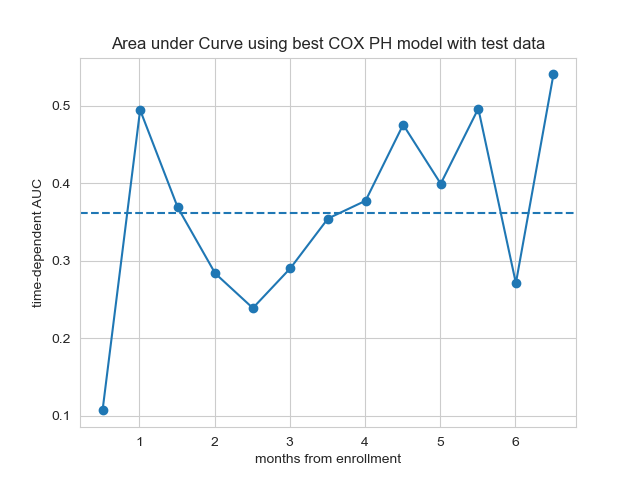 Area under Curve using best COX PH model with test data
time-dependent AUC
0.5
0.4
0.3
0.2
0.1
1 2 3 4 5 6
months from enrollment